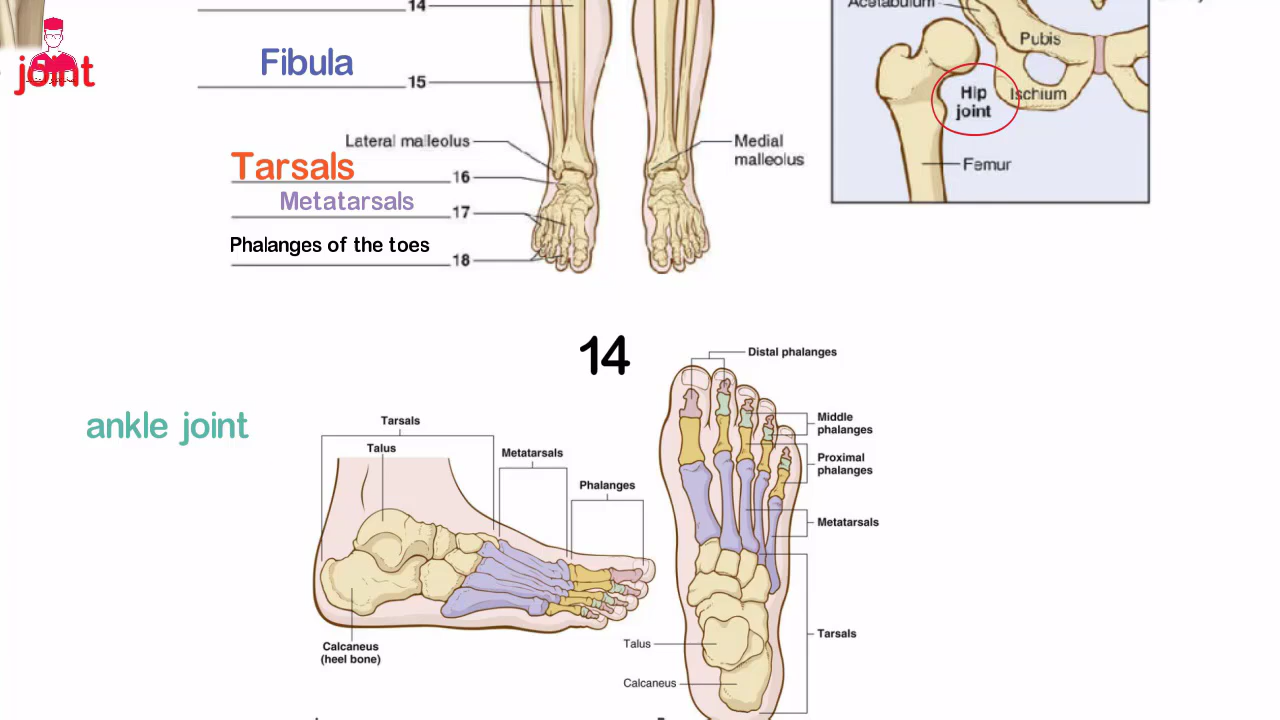 14
Acetabulum
Pubis
Fibula
15
joint
Hip
joint
Ischium
Lateral malleolus
Medial
malleolus
Tarsals
16
Femur
Metatarsals
17
Phalanges of the toes
18
14
Distal phalanges
ankle joint
Tarsals
Talus
Metatarsals
Phalanges
Calcaneus
(heel bone)
Middle
phalanges
Proximal
phalanges
Metatarsals
Tarsals
Talus
Calcaneus